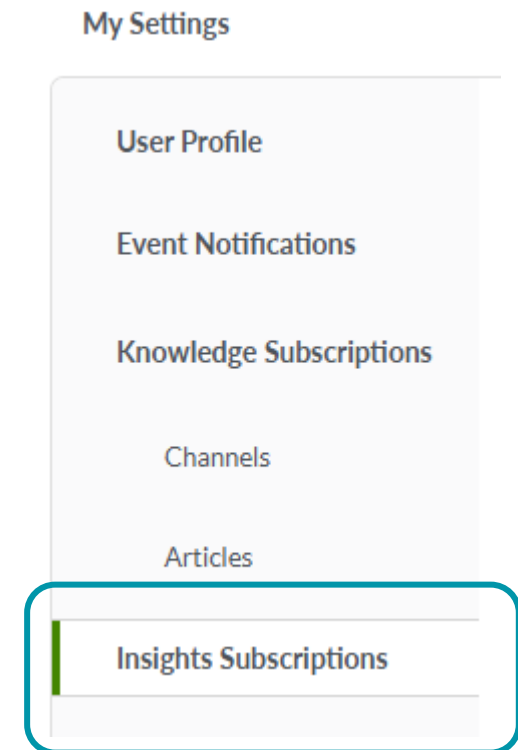 My Settings
User Profile
Event Notifications
Knowledge Subscriptions
Channels
Articles
Insights Subscriptions